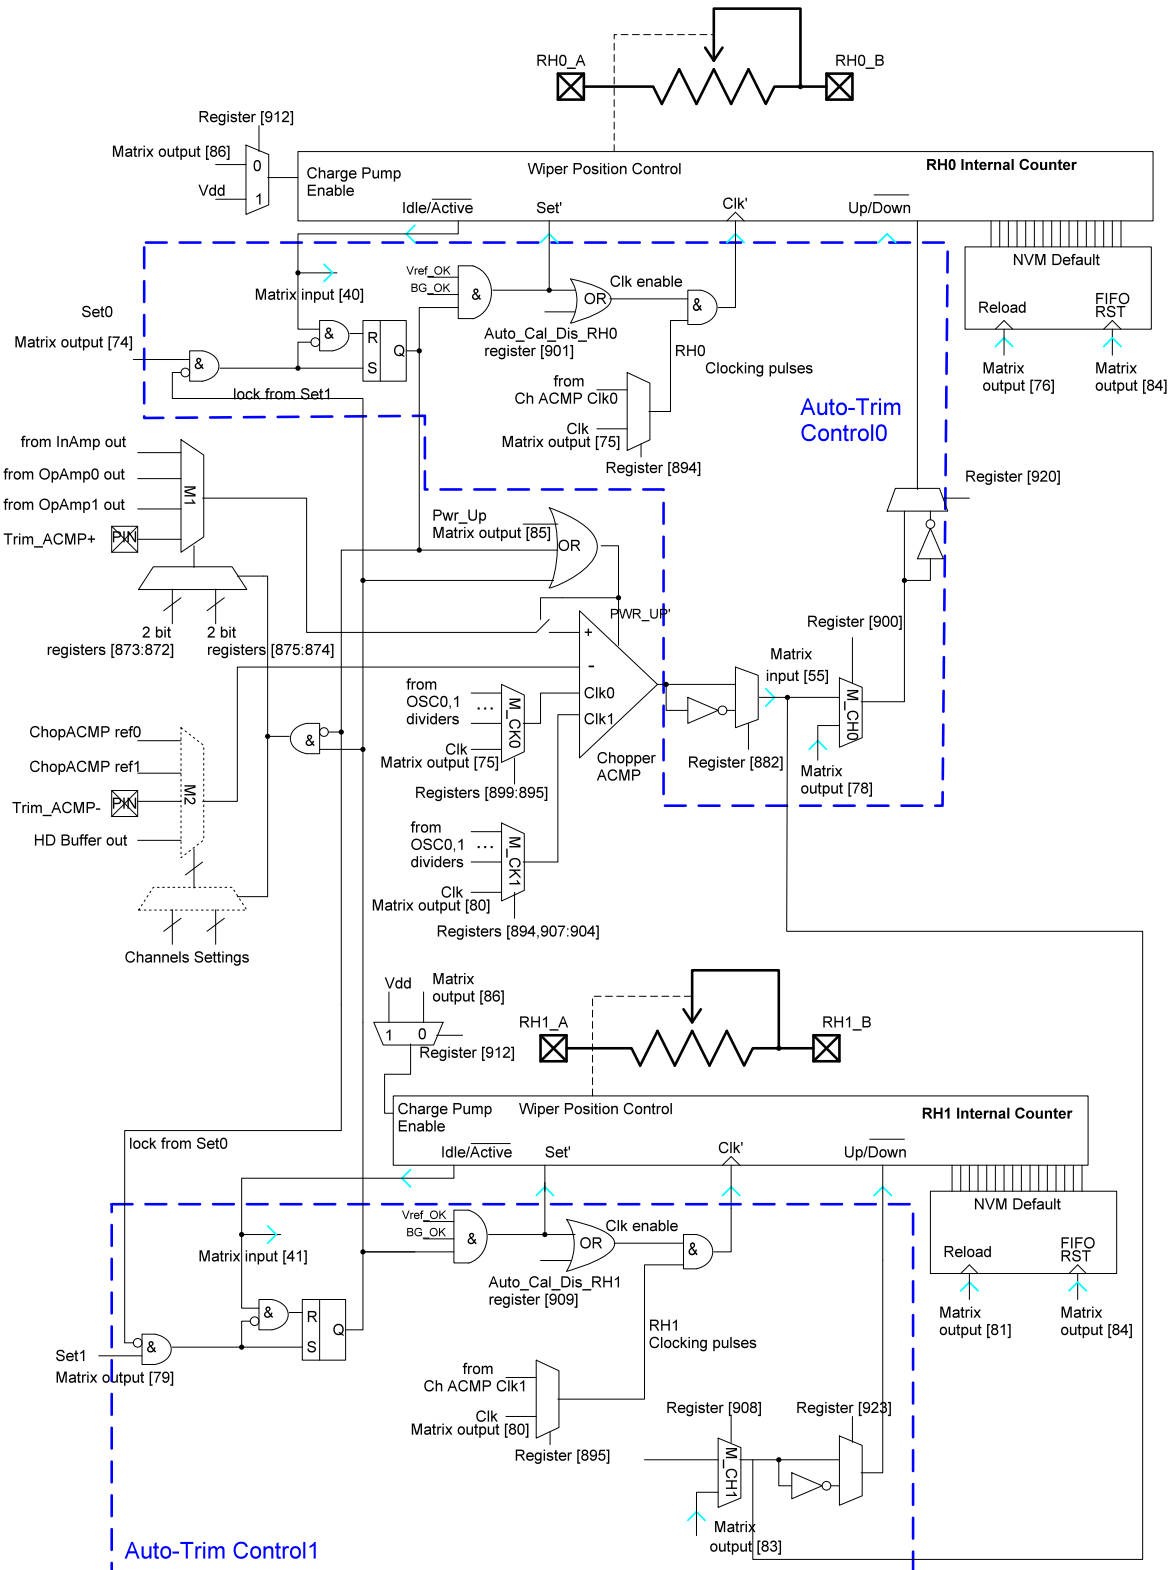 RH0_A
RH0_B
Register [912]
Matrix output [86]
0
Vdd
1
Charge Pump
Enable
Wiper Position Control
RH0 Internal Counter
Idle/Active
Set'
Clk'
Up/Down
NVM Default
Reload
FIFO
RST
Matrix
output [76]
Matrix
output [84]
Vref_OK
BG_OK
&
Clk enable
OR
&
Matrix input [40]
Set0
Matrix output [74]
&
&
R
S
Q
Auto_Cal_Dis_RH0
register [901]
RH0
Clocking pulses
lock from Set1
from
Ch ACMP Clk0
Clk
Matrix output [75]
Register [894]
Auto-Trim
Control0
from InAmp out
from OpAmp0 out
from OpAmp1 out
Trim_ACMP+
PIN
M1
Register [920]
Pwr_Up
Matrix output [85]
OR
2 bit
registers [873:872]
2 bit
registers [875:874]
PWR_UP'
+
-
Clk0
Clk1
Chopper
ACMP
from
OSC0,1
dividers
...
M_CK0
Clk
Matrix output [75]
Registers [899:895]
Register [900]
Matrix
input [55]
M_CH0
Register [882]
Matrix
output [78]
&
ChopACMP ref0
ChopACMP ref1
Trim_ACMP-
PIN
HD Buffer out
M2
from
OSC0,1
dividers
...
M_CK1
Clk
Matrix output [80]
Registers [894,907:904]
Channels Settings
Vdd
Matrix
output [86]
1
0
Register [912]
RH1_A
RH1_B
Charge Pump
Enable
Wiper Position Control
RH1 Internal Counter
lock from Set0
Idle/Active
Set'
Clk'
Up/Down
NVM Default
Reload
FIFO
RST
Matrix
output [81]
Matrix
output [84]
Vref_OK
BG_OK
&
Clk enable
OR
&
Matrix input [41]
Auto_Cal_Dis_RH1
register [909]
&
R
S
Q
&
Set1
Matrix output [79]
RH1
Clocking pulses
from
Ch ACMP Clk1
Clk
Matrix output [80]
Register [895]
Register [908]
Register [923]
M_CH1
Matrix
output [83]
Auto-Trim Control1